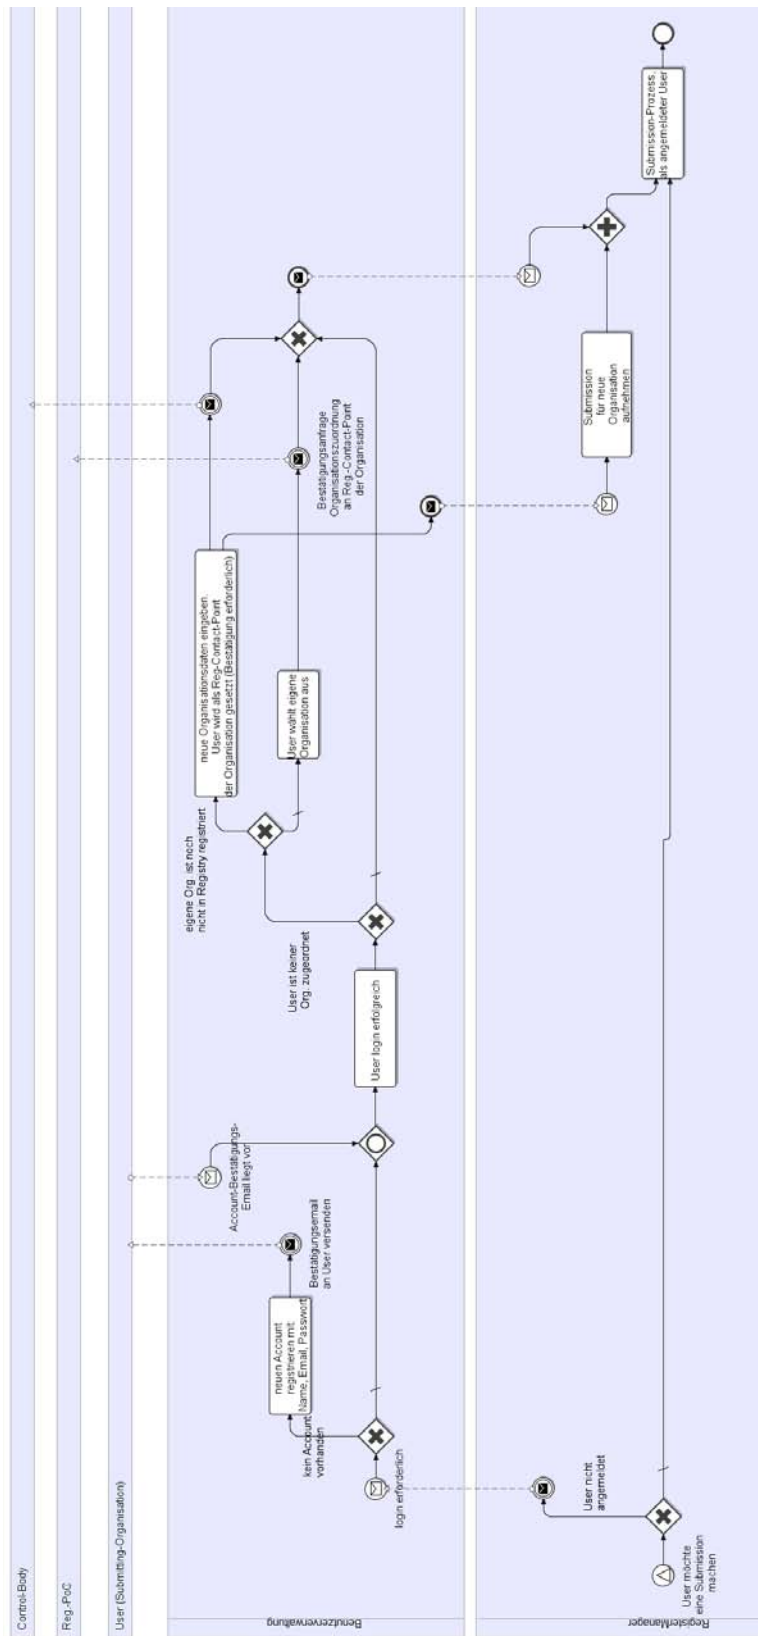 Control-Body
Reg.-PoC
User (Submitting-Organisation)
Benutzerverwaltung
login erforderlich
kein Account
vorhanden
neuen Account
registrieren mit
Name, Email, Passwort
Bestätigungsemail
an User versenden
Account-Bestätigungs-
Email liegt vor
User login erfolgreich
User ist keiner
Org. zugeordnet
eigene Org. ist noch
nicht in Registry registriert
neue Organisationsdaten eingeben.
User wird als Reg-Contact-Point
der Organisation gesetzt (Bestätigung erforderlich)
User wählt eigene
Organisation aus
Bestätigungsanfrage
Organisationszuordnung
an Reg.-Contact-Point
der Organisation
RegisterManager
User möchte
eine Submission
machen
User nicht
angemeldet
Submission
für neue
Organisation
aufnehmen
Submission-Prozess,
als angemeldeter User